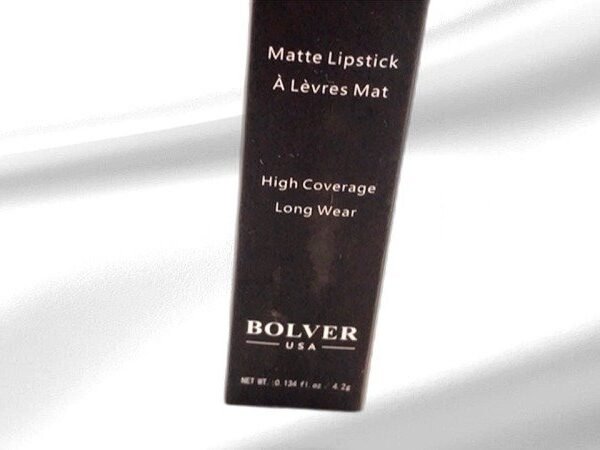 Matte Lipstick
À Lèvres Mat
High Coverage
Long Wear
BOLVER
USA
NET WT. :0.134 fl. oz / 4.2g